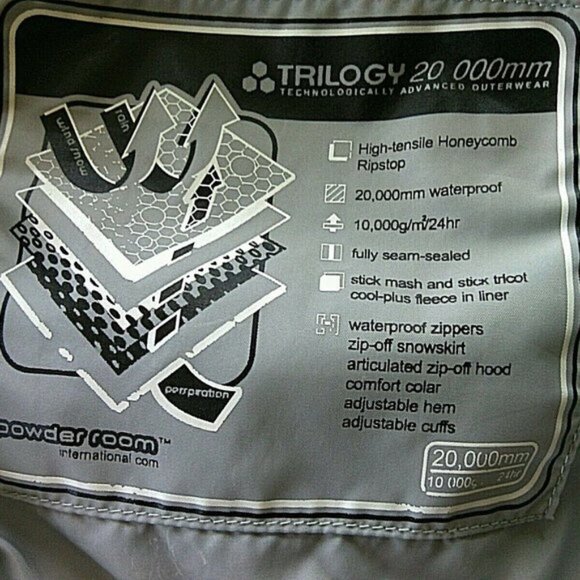 TRILOGY 20 000mm
TECHNOLOGICALLY ADVANCED OUTERWEAR
wind/snow
rain
High-tensile Honeycomb
Ripstop
20,000mm waterproof
10,000g/m²/24hr
fully seam-sealed
stick mash and stick tricot
cool-plus fleece in liner
waterproof zippers
zip-off snowskirt
articulated zip-off hood
comfort colar
adjustable hem
adjustable cuffs
perspiration
powder room™
international.com
20,000mm
10 000g 24hr